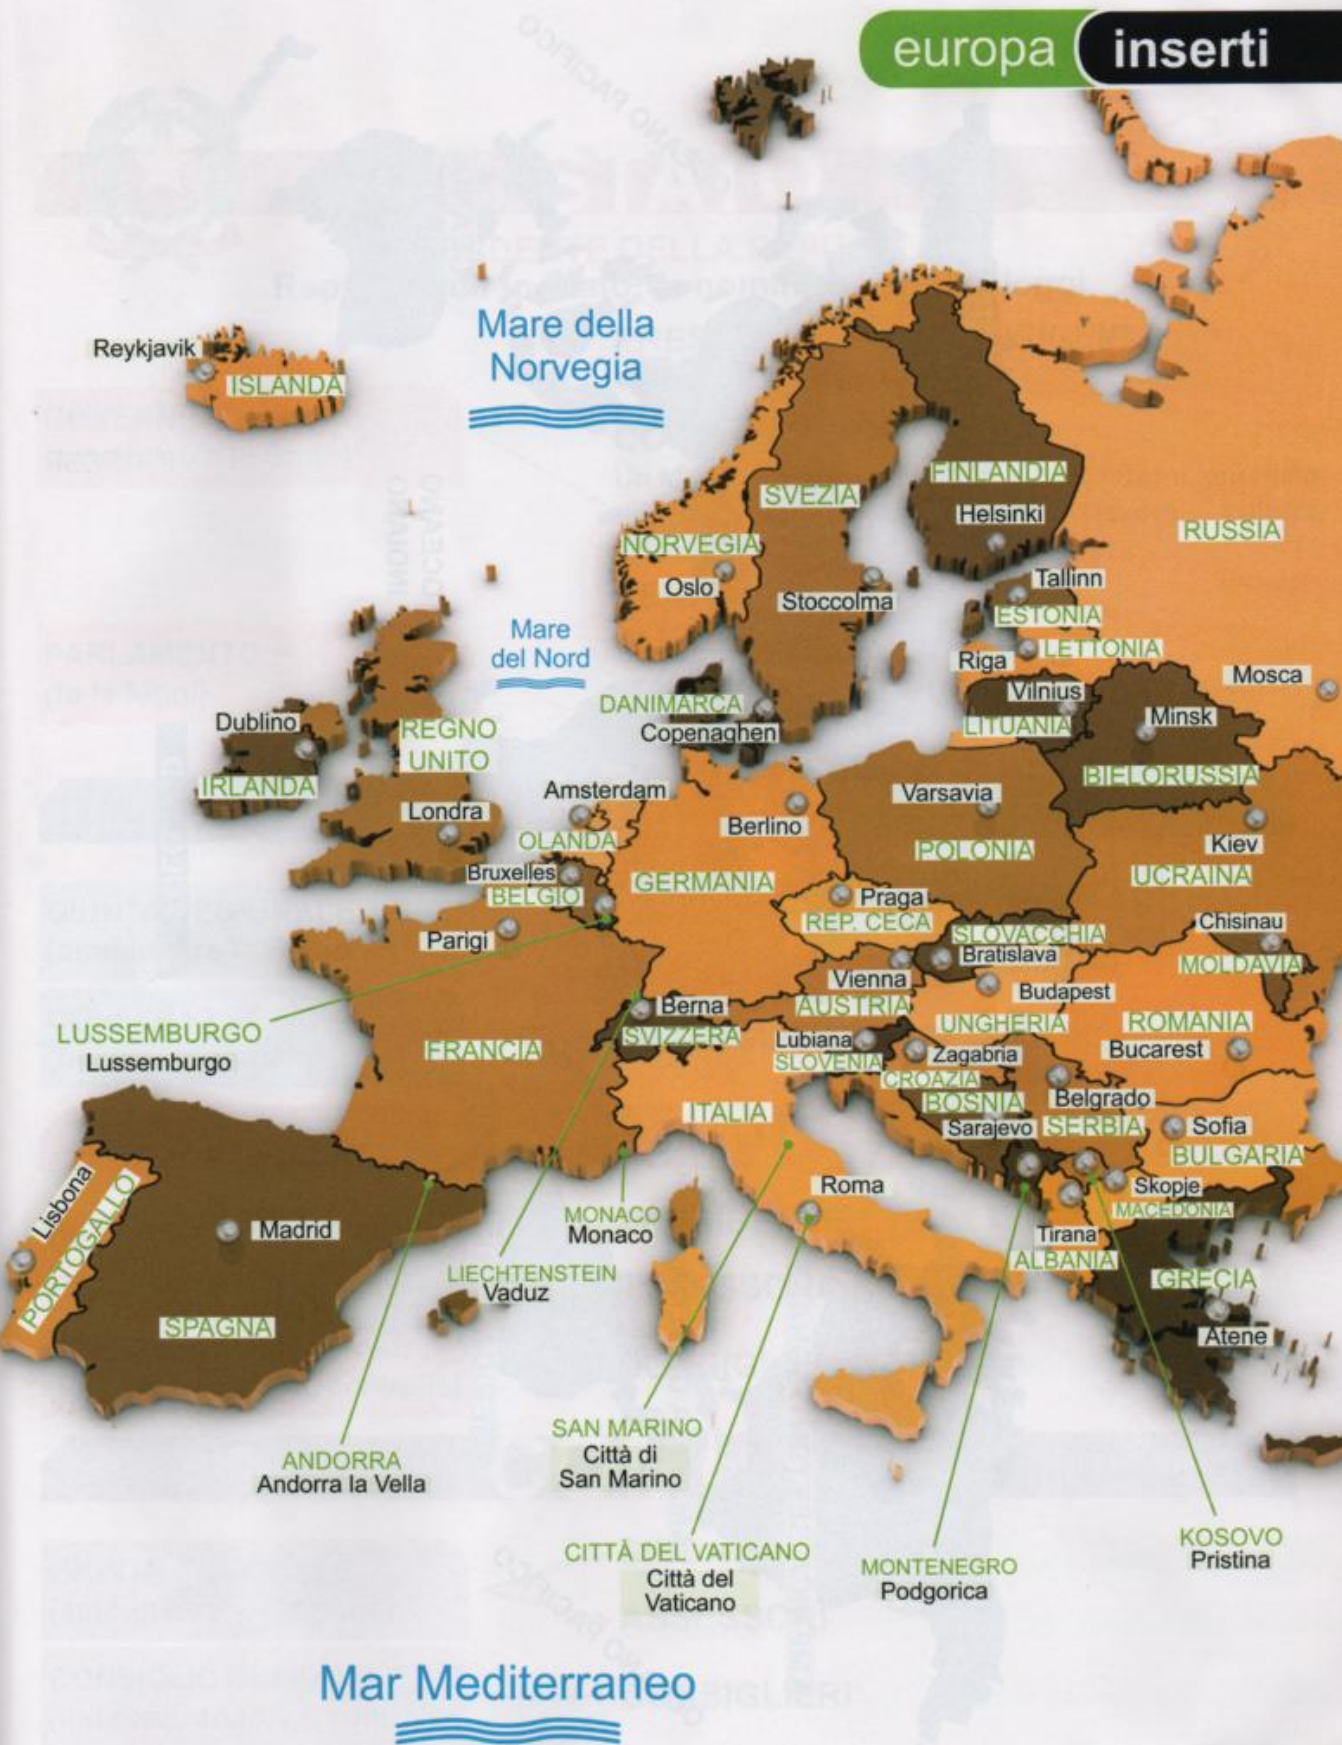 europa inserti
Mare della
Norvegia
Reykjavik
ISLANDA
FINLANDIA
SVEZIA
Helsinki
RUSSIA
NORVEGIA
Tallinn
Oslo
Stoccolma
ESTONIA
Mare
del Nord
LETTONIA
Riga
Mosca
Vilnius
DANIMARCA
Minsk
Dublino
LITUANIA
REGNO
UNITO
Copenaghen
BIELORUSSIA
IRLANDA
Amsterdam
Varsavia
Londra
Berlino
OLANDA
Kiev
POLONIA
Bruxelles
GERMANIA
UCRAINA
BELGIO
Praga
REP. CECA
Chisinau
Parigi
SLOVACCHIA
Bratislava
MOLDAVIA
Vienna
Budapest
Berna
AUSTRIA
UNGHERIA
ROMANIA
LUSSEMBURGO
Lussemburgo
SVIZZERA
Lubiana
FRANCIA
Bucarest
Zagabria
SLOVENIA
CROAZIA
BOSNIA
Belgrado
ITALIA
Sarajevo
SERBIA
Sofia
BULGARIA
Lisbona
PORTOGALLO
Roma
Skopje
MACEDONIA
MONACO
Monaco
Madrid
Tirana
ALBANIA
LIECHTENSTEIN
Vaduz
GRECIA
SPAGNA
Atene
SAN MARINO
Città di
San Marino
ANDORRA
Andorra la Vella
CITTÀ DEL VATICANO
Città del
Vaticano
MONTENEGRO
Podgorica
KOSOVO
Pristina
Mar Mediterraneo